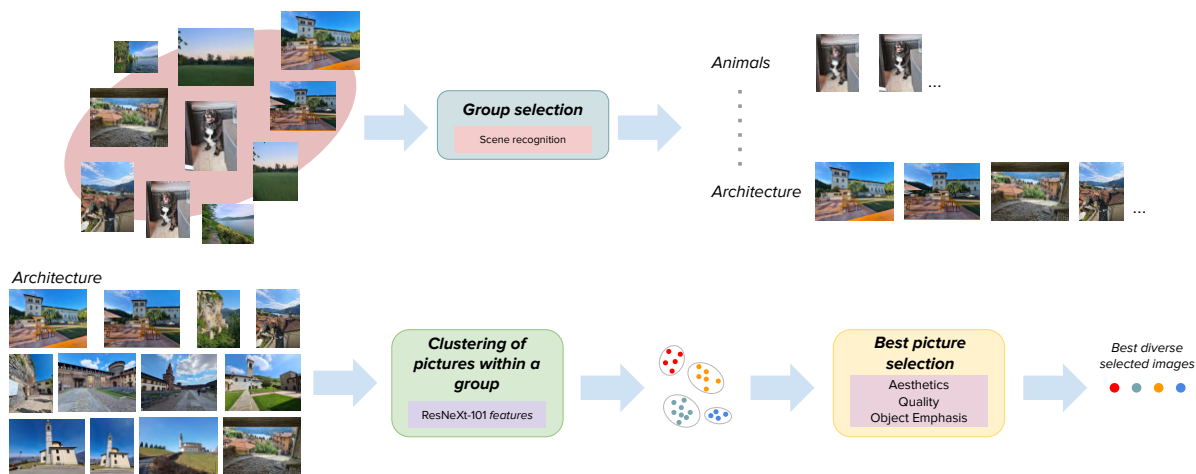 Group selection
Scene recognition
Animals
...
Architecture
...
Architecture
Clustering of
pictures within a
group
ResNeXt-101 features
Best picture
selection
Aesthetics
Quality
Object Emphasis
Best diverse
selected images